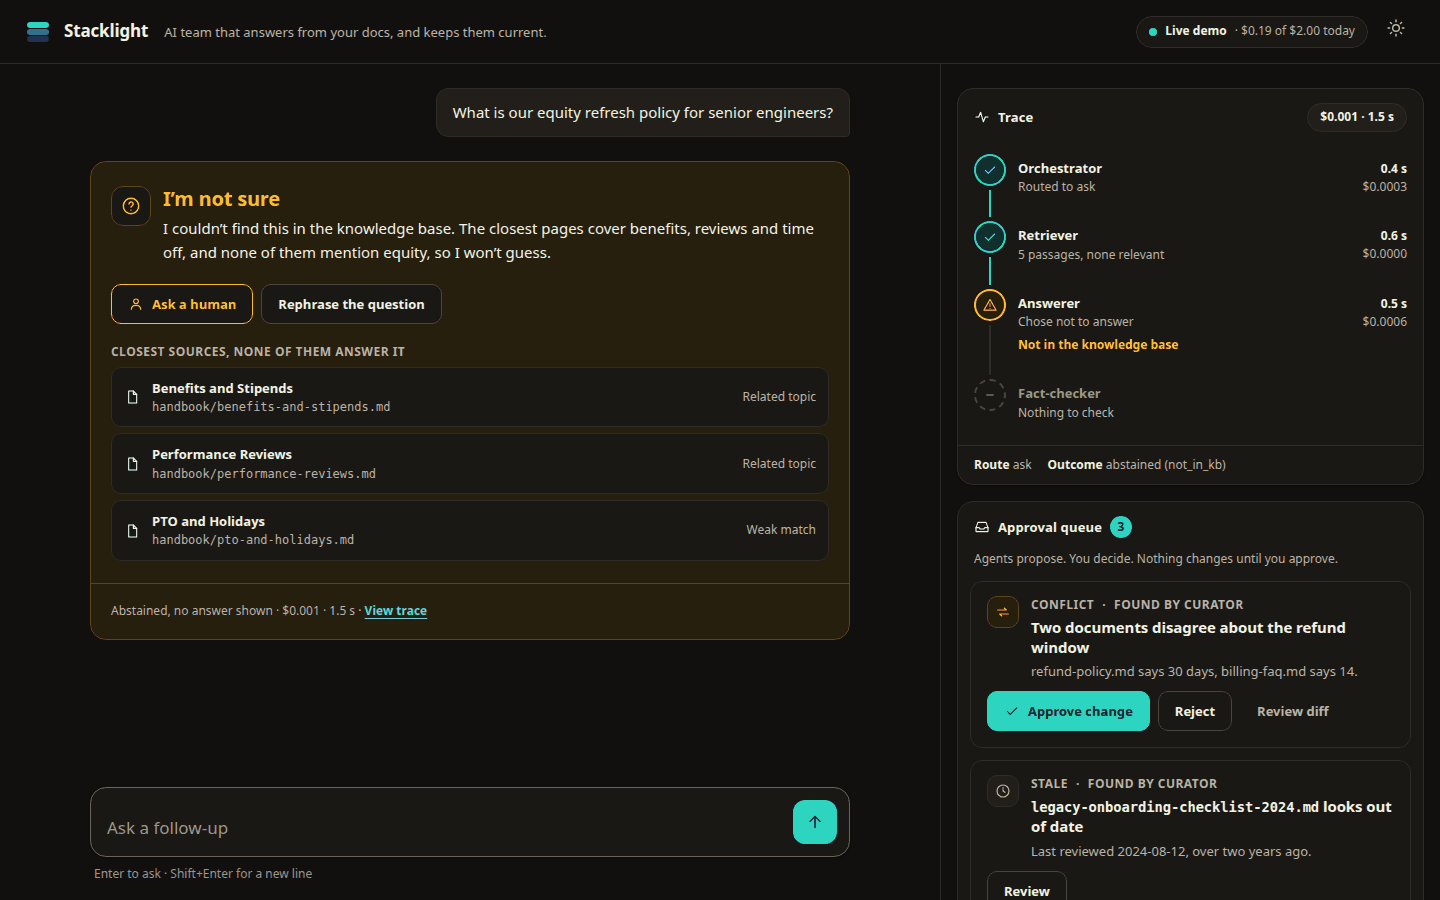 Stacklight
AI team that answers from your docs, and keeps them current.
Live demo · $0.19 of $2.00 today
What is our equity refresh policy for senior engineers?
I’m not sure
I couldn’t find this in the knowledge base. The closest pages cover benefits, reviews and time
off, and none of them mention equity, so I won’t guess.
Ask a human
Rephrase the question
CLOSEST SOURCES, NONE OF THEM ANSWER IT
Benefits and Stipends
handbook/benefits-and-stipends.md
Related topic
Performance Reviews
handbook/performance-reviews.md
Related topic
PTO and Holidays
handbook/pto-and-holidays.md
Weak match
Abstained, no answer shown · $0.001 · 1.5 s · View trace
Ask a follow-up
Enter to ask · Shift+Enter for a new line
Trace
$0.001 · 1.5 s
Orchestrator
0.4 s
Routed to ask
$0.0003
Retriever
0.6 s
5 passages, none relevant
$0.0000
Answerer
0.5 s
Chose not to answer
$0.0006
Not in the knowledge base
Fact-checker
Nothing to check
Route ask Outcome abstained (not_in_kb)
Approval queue 3
Agents propose. You decide. Nothing changes until you approve.
CONFLICT · FOUND BY CURATOR
Two documents disagree about the refund
window
refund-policy.md says 30 days, billing-faq.md says 14.
Approve change
Reject
Review diff
STALE · FOUND BY CURATOR
legacy-onboarding-checklist-2024.md looks out
of date
Last reviewed 2024-08-12, over two years ago.
Review